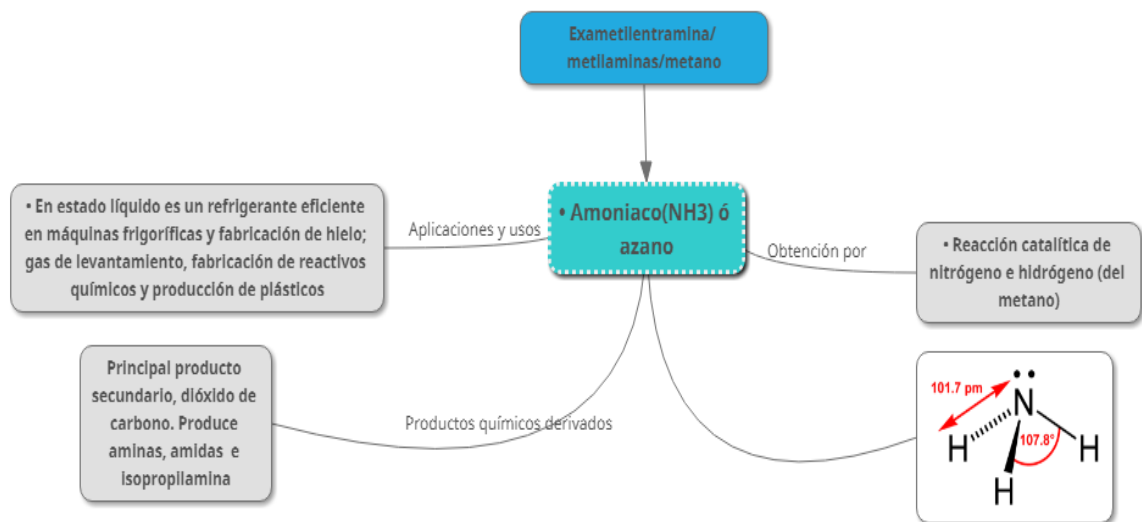 Exametilentramina/
metilaminas/metano
• Amoniaco(NH3) ó
azano
Aplicaciones y usos
• En estado líquido es un refrigerante eficiente
en máquinas frigoríficas y fabricación de hielo;
gas de levantamiento, fabricación de reactivos
químicos y producción de plásticos
Obtención por
• Reacción catalítica de
nitrógeno e hidrógeno (del
metano)
Productos químicos derivados
Principal producto
secundario, dióxido de
carbono. Produce
aminas, amidas e
isopropilamina
101.7 pm
N
107.8°
H
H
H